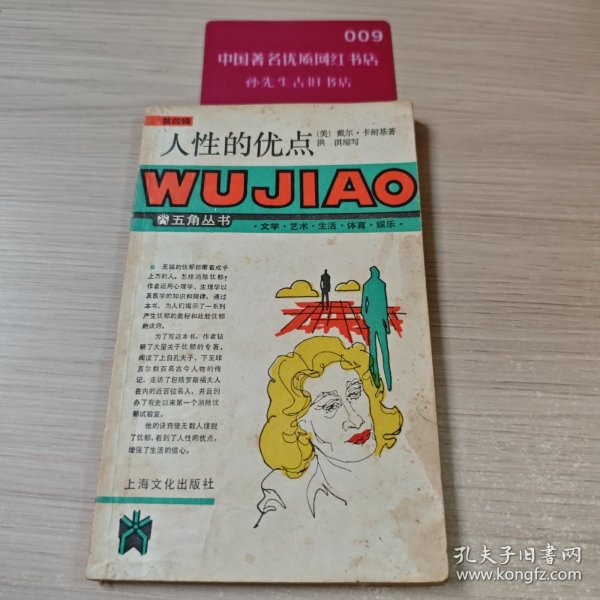 009
中国著名优质网红书店
孙先生古旧书店
第四辑
人性的优点
〔美〕戴尔·卡耐基著
洪 淇缩写
WUJIAO
五角丛书
·文学·艺术·生活·体育·娱乐·
无端的忧郁折磨着成千
上万的人。怎样消除忧郁?
作者运用心理学、生理学以
及医学的知识和规律,通过
本书,为人们揭示了一系列
产生忧郁的奥秘和战胜忧郁
的诀窍。
为了写这本书,作者钻
研了大量关于忧郁的专著,
阅读了上自孔夫子、下至邱
吉尔数百名古今人物的传
记,走访了包括罗斯福夫人
在内的近百位名人,并且创
办了有史以来第一个消除忧
郁试验室。
他的诀窍使无数人摆脱
了忧郁,看到了人性的优点,
增强了生活的信心。
上海文化出版社
孔夫子旧书网
www.kongfz.com